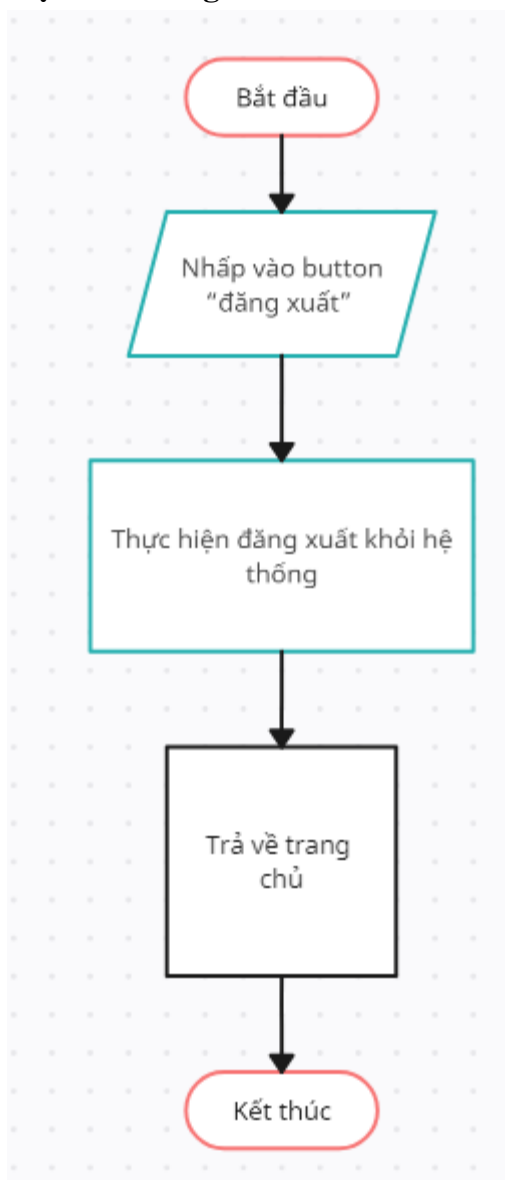 Bắt đầu
Nhấp vào button
“đăng xuất”
Thực hiện đăng xuất khỏi hệ
thống
Trả về trang
chủ
Kết thúc